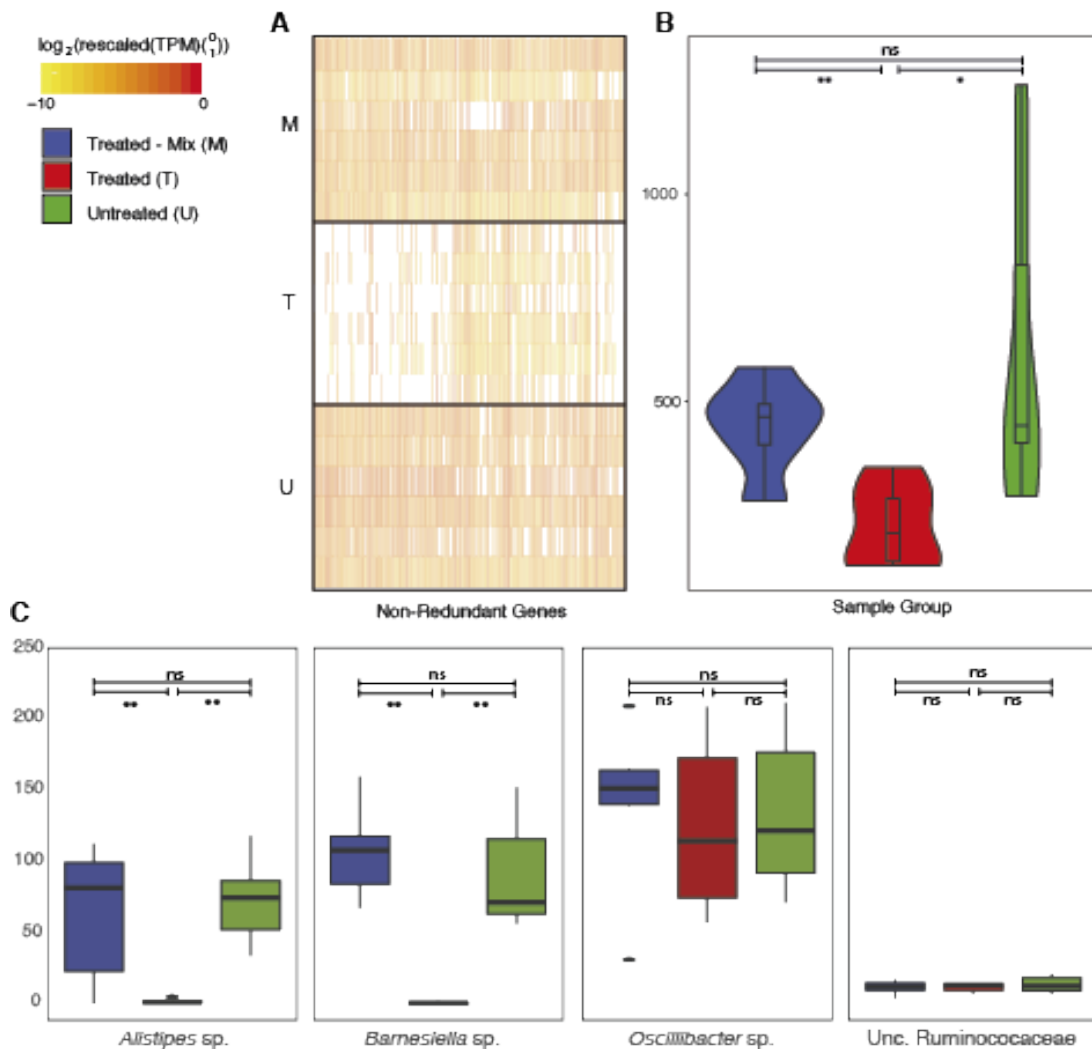 A
B
log2(rescaled(TPM)(0 1))
−10 0
Treated - Mix (M)
Treated (T)
Untreated (U)
M
T
U
Non-Redundant Genes
ns
** *
1000
500
Sample Group
C
250
200
150
100
50
0
ns
** **
Alistipes sp.
ns
** **
Barnesiella sp.
ns
ns ns
Oscillibacter sp.
ns
ns ns
Unc. Ruminococaceae